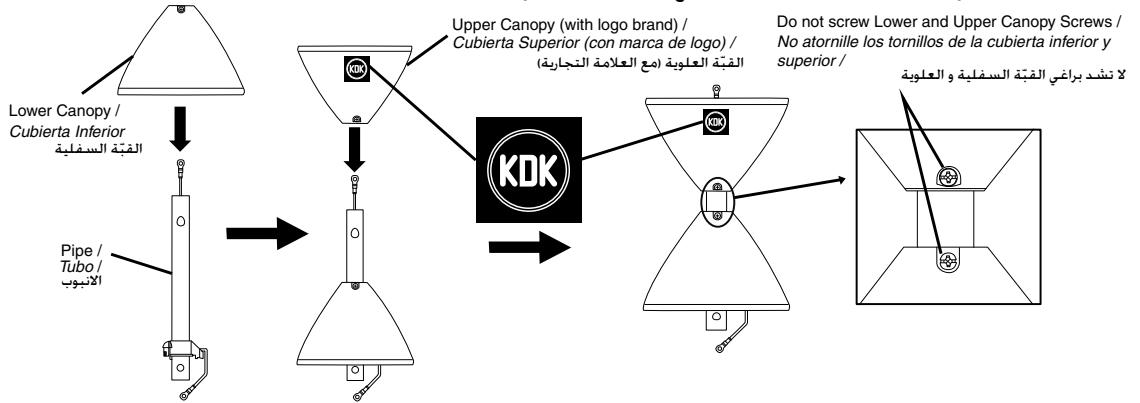 Lower Canopy /
Cubierta Inferior
القبّة السفلية
Pipe /
Tubo /
الانبوب
Upper Canopy (with logo brand) /
Cubierta Superior (con marca de logo) /
القبّة العلوية (مع العلامة التجارية)
KDK
KDK
KDK
Do not screw Lower and Upper Canopy Screws /
No atornille los tornillos de la cubierta inferior y
superior /
لا تشد براغي القبّة السفلية و العلوية